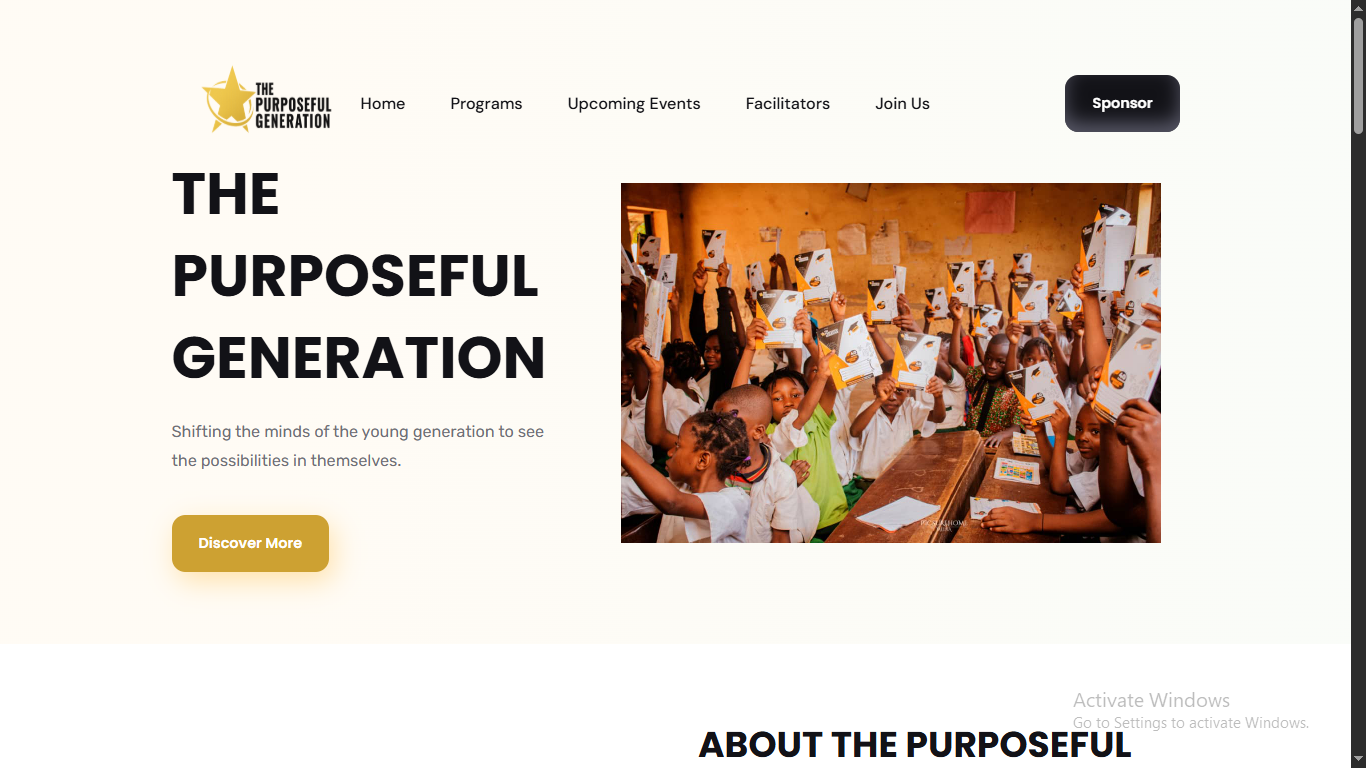 THE
PURPOSEFUL
GENERATION
Home
Programs
Upcoming Events
Facilitators
Join Us
Sponsor
THE
PURPOSEFUL
GENERATION
Shifting the minds of the young generation to see
the possibilities in themselves.
Discover More
Activate Windows
Go to Settings to activate Windows.
ABOUT THE PURPOSEFUL